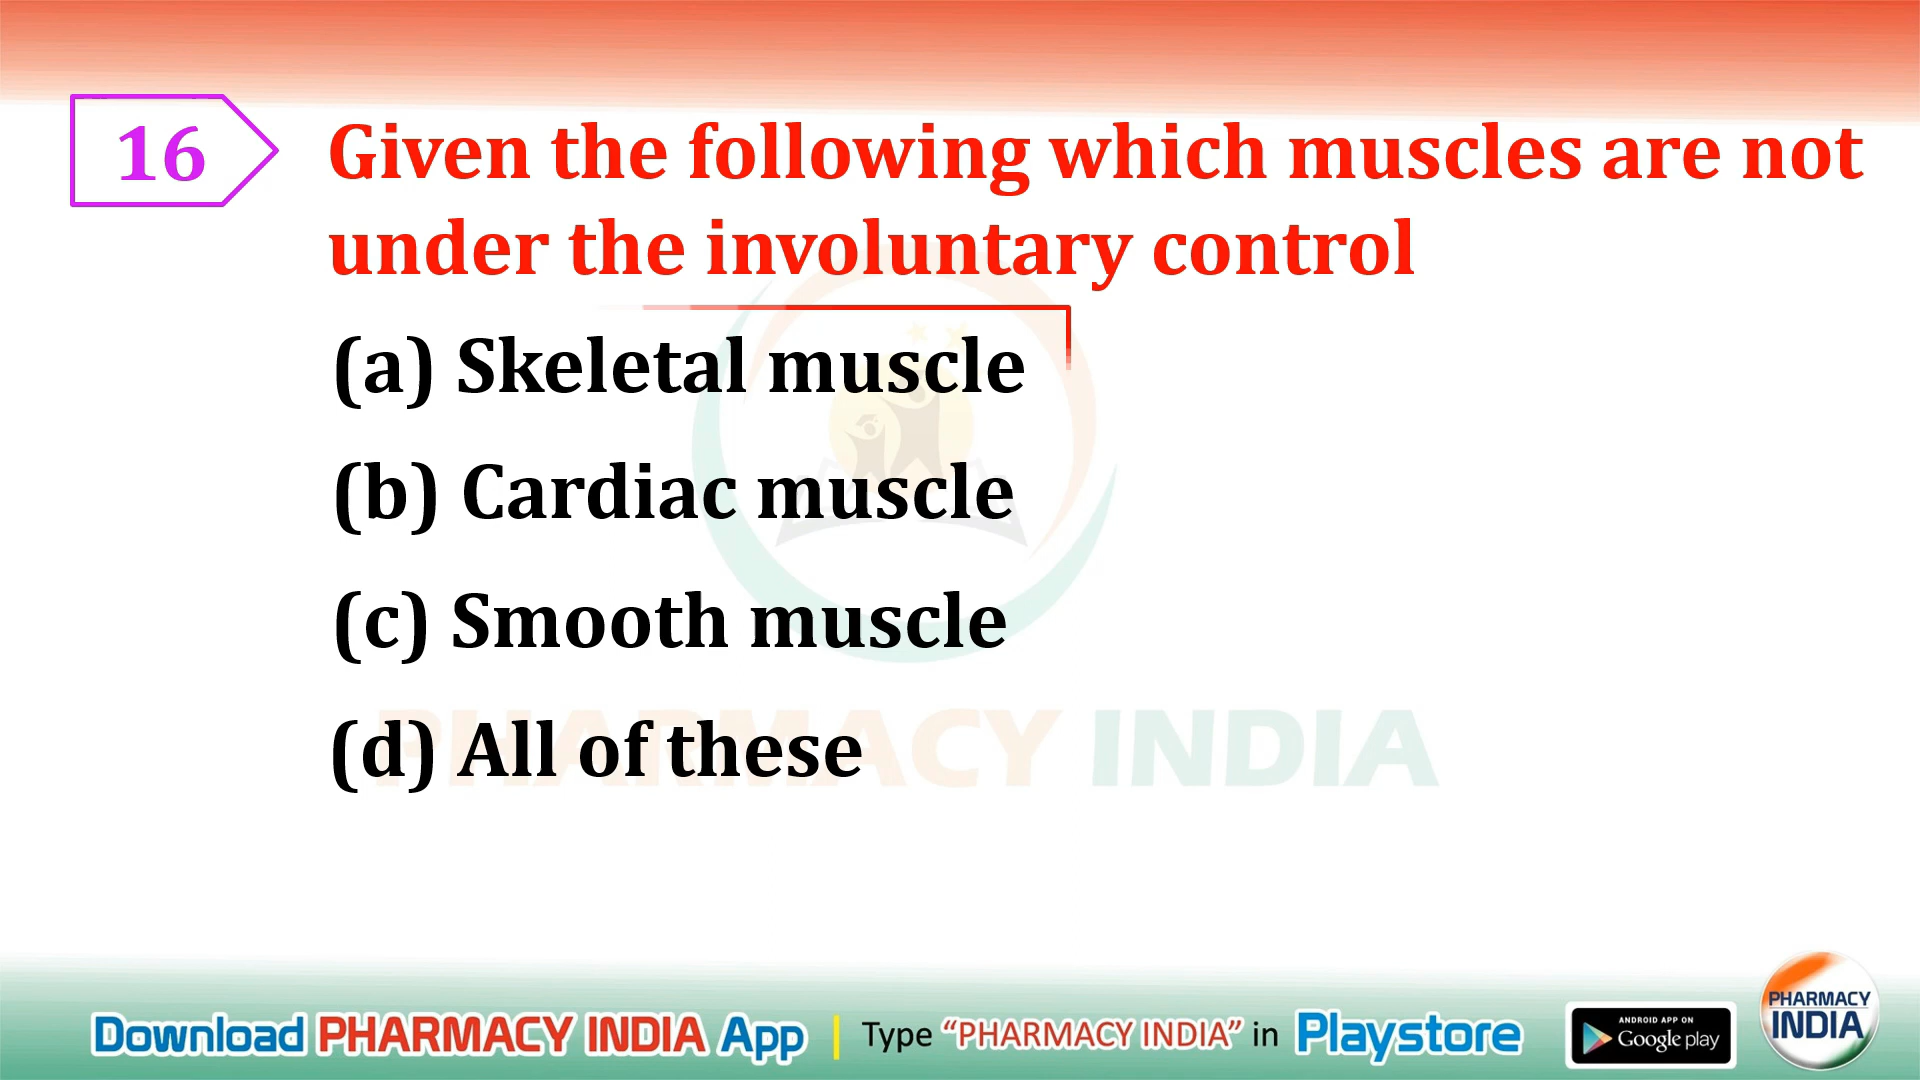 16
Given the following which muscles are not
under the involuntary control
(a) Skeletal muscle
(b) Cardiac muscle
(c) Smooth muscle
(d) All of these
PHARMACY INDIA
Download PHARMACY INDIA App | Type “PHARMACY INDIA” in Playstore
ANDROID APP ON
Google play
PHARMACY
INDIA